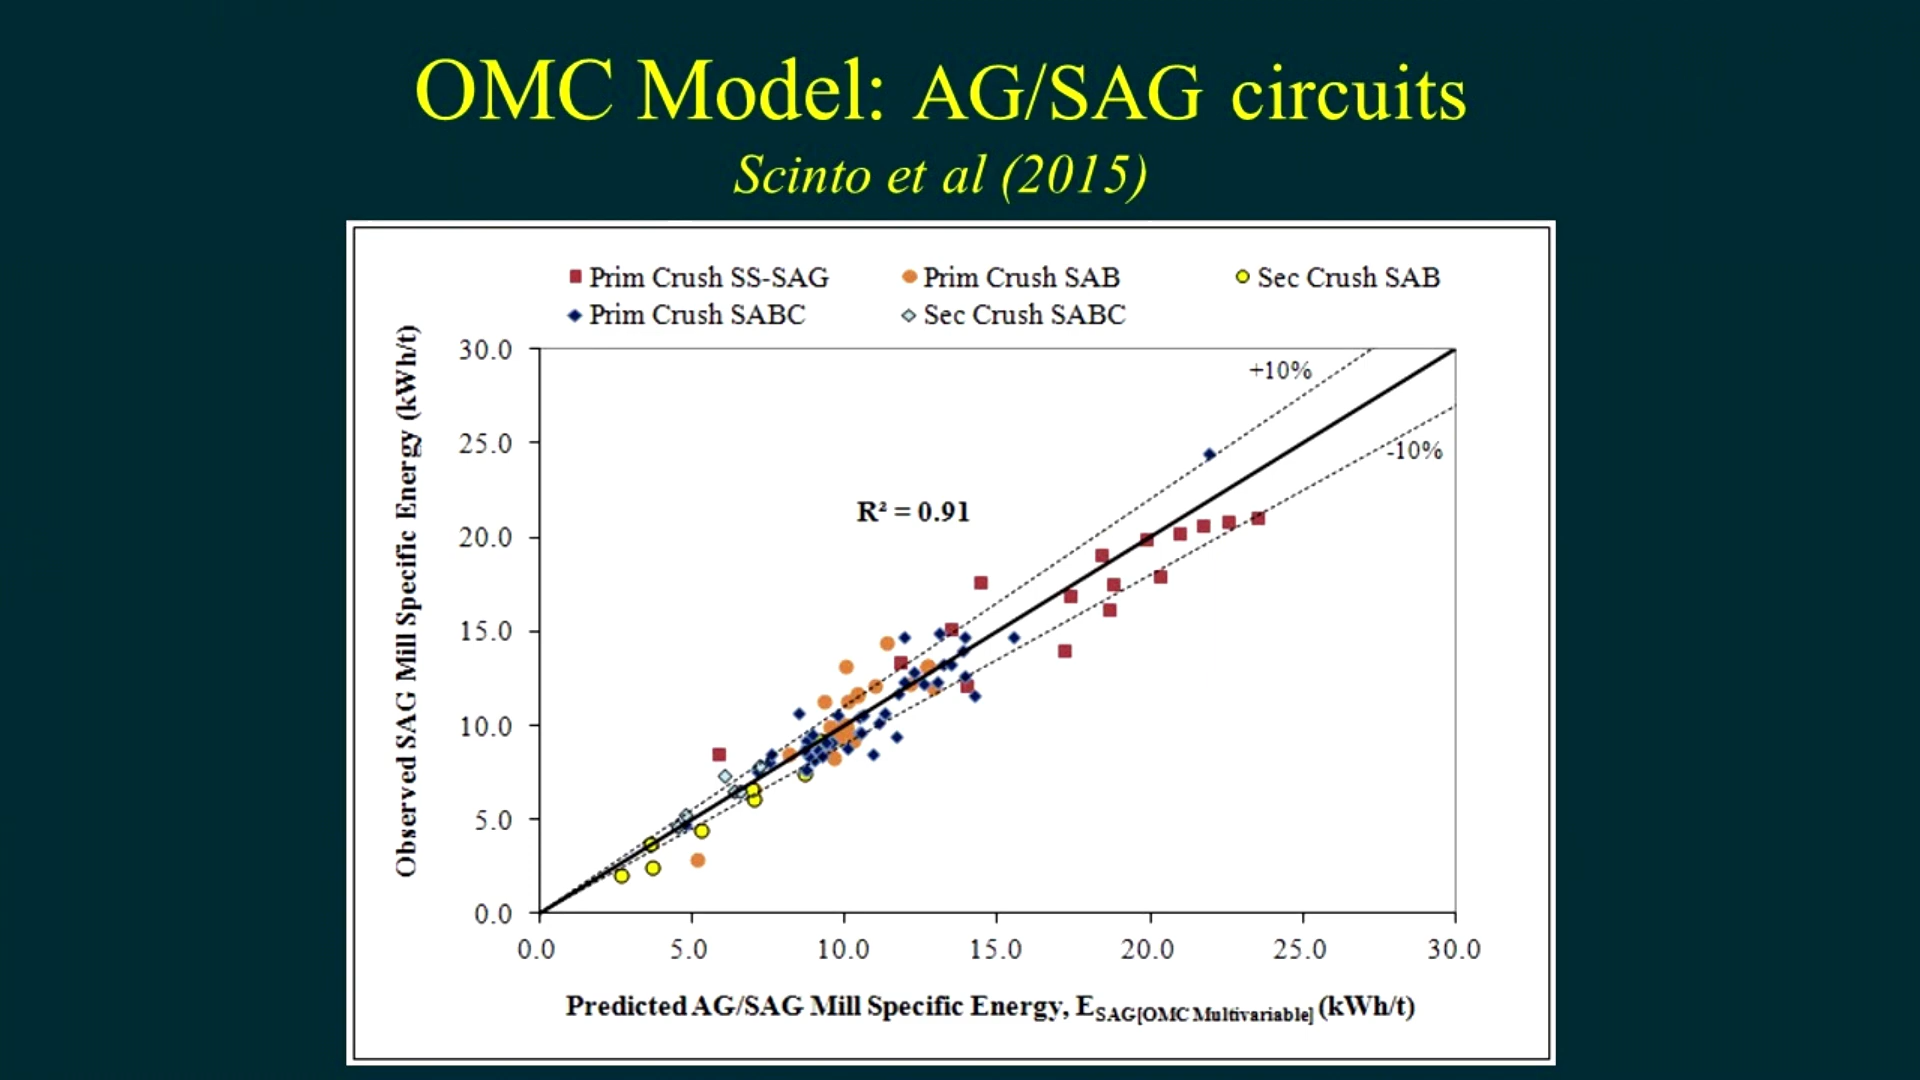 OMC Model: AG/SAG circuits
Scinto et al (2015)
Prim Crush SS-SAG
Prim Crush SAB
Sec Crush SAB
Prim Crush SABC
Sec Crush SABC
Observed SAG Mill Specific Energy (kWh/t)
30.0
25.0
20.0
15.0
10.0
5.0
0.0
+10%
-10%
R² = 0.91
0.0 5.0 10.0 15.0 20.0 25.0 30.0
Predicted AG/SAG Mill Specific Energy, ESAG[OMC Multivariable] (kWh/t)